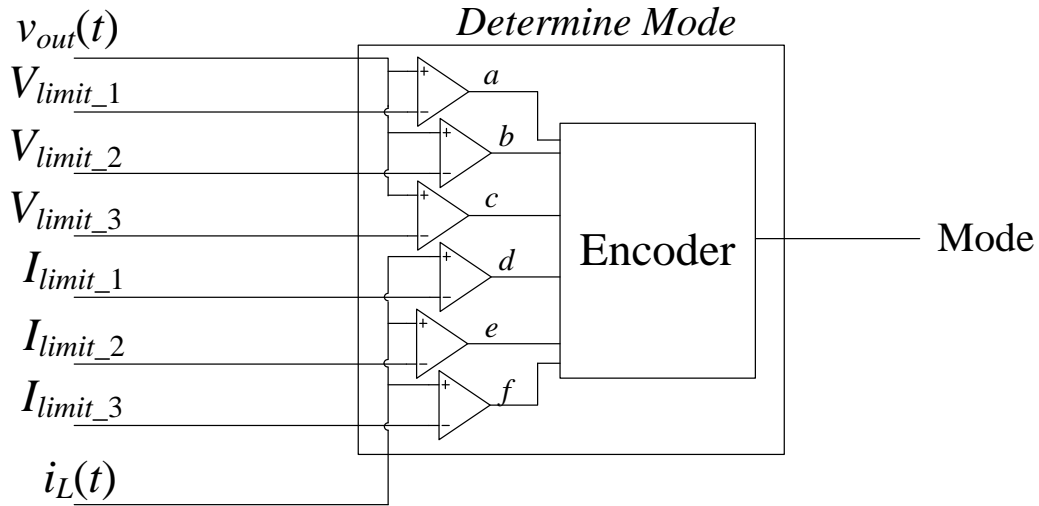 v_out(t)
Determine Mode
V_limit_1
V_limit_2
V_limit_3
I_limit_1
I_limit_2
I_limit_3
i_L(t)
+
−
a
+
−
b
+
−
c
+
−
d
+
−
e
+
−
f
Encoder
Mode